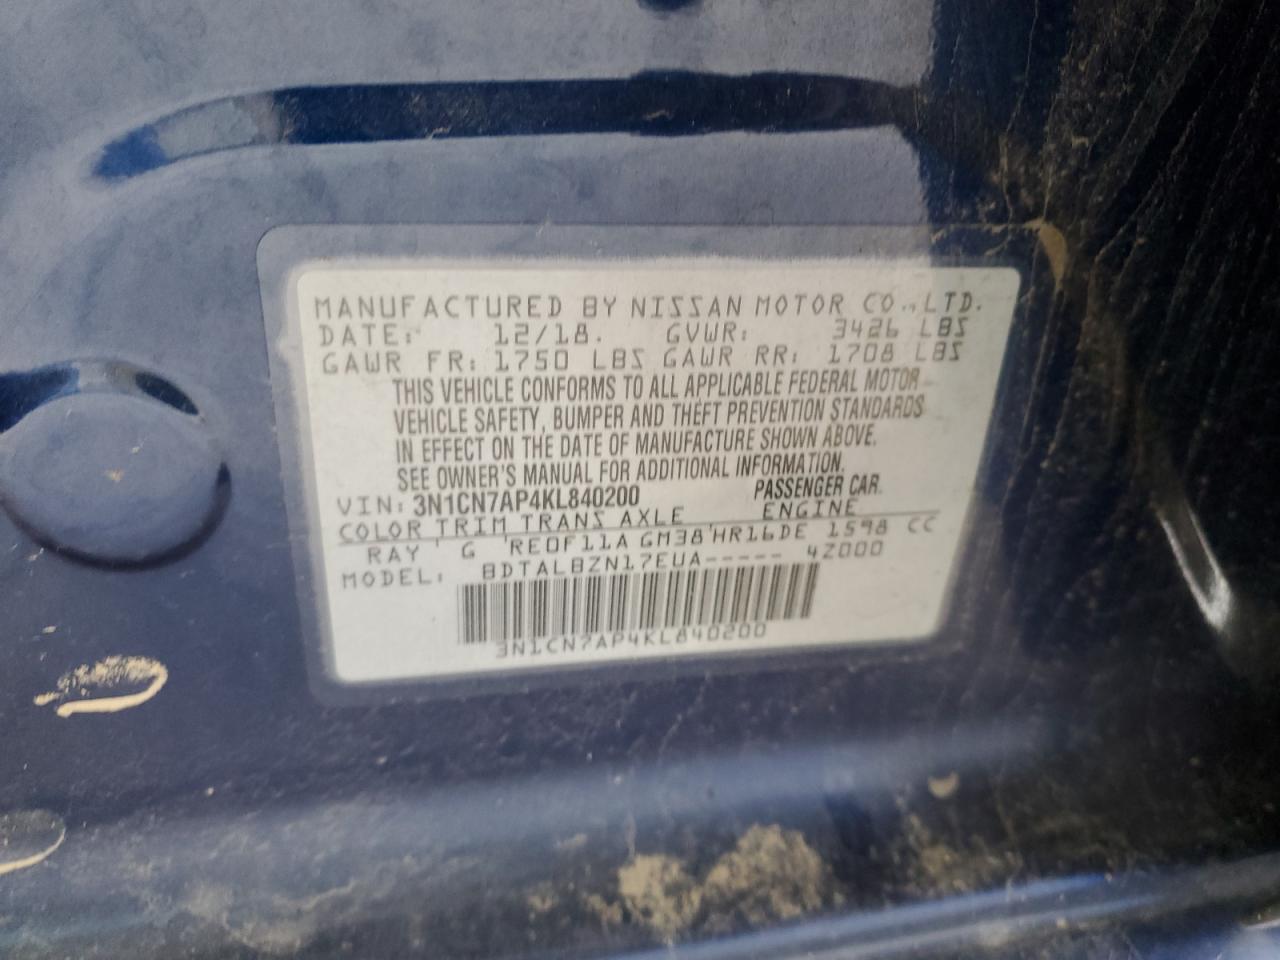 MANUFACTURED BY NISSAN MOTOR CO., LTD.
DATE: 12/18. GVWR: 3426 LBS
GAWR FR: 1750 LBS GAWR RR: 1708 LBS
THIS VEHICLE CONFORMS TO ALL APPLICABLE FEDERAL MOTOR
VEHICLE SAFETY, BUMPER AND THEFT PREVENTION STANDARDS
IN EFFECT ON THE DATE OF MANUFACTURE SHOWN ABOVE.
SEE OWNER'S MANUAL FOR ADDITIONAL INFORMATION.
VIN: 3N1CN7AP4KL840200 PASSENGER CAR
COLOR TRIM TRANS AXLE ENGINE
RAY ' G 'RE0F11A GM38'HR16DE 1598 CC
MODEL: BDTALBZN17EUA----- 4Z000
3N1CN7AP4KL840200